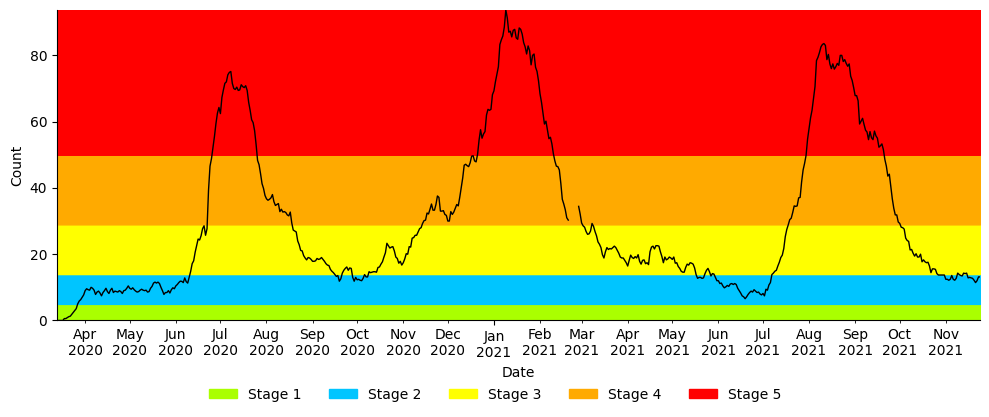 80
60
40
20
0
Count
Apr May Jun Jul Aug Sep Oct Nov Dec Jan Feb Mar Apr May Jun Jul Aug Sep Oct Nov
2020 2020 2020 2020 2020 2020 2020 2020 2020 2021 2021 2021 2021 2021 2021 2021 2021 2021 2021 2021
Date
Stage 1 Stage 2 Stage 3 Stage 4 Stage 5